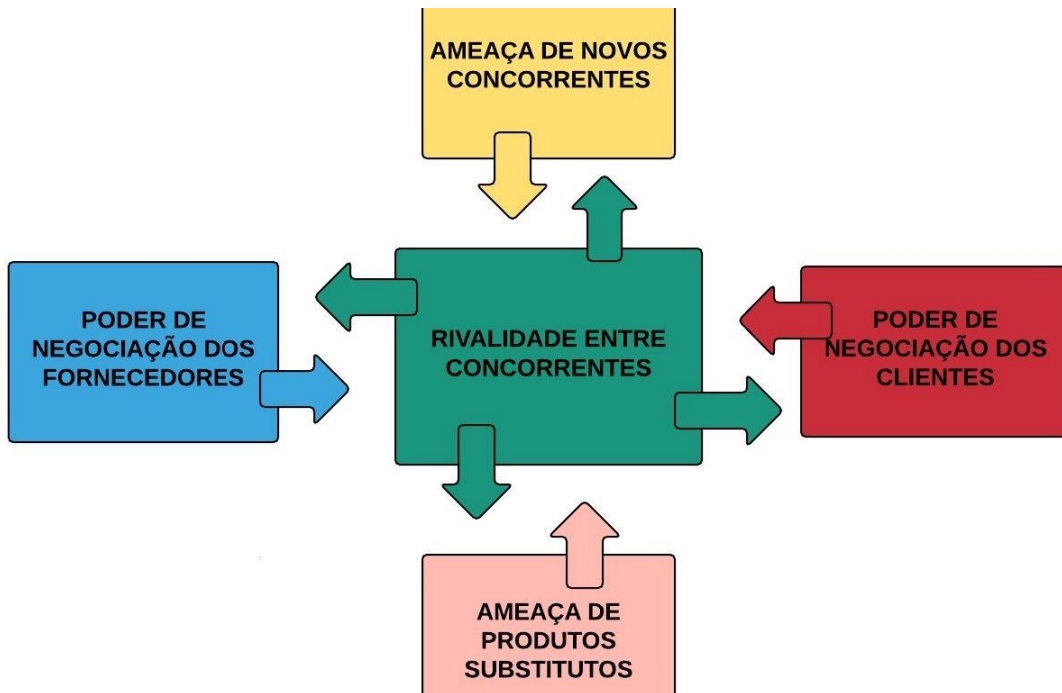 AMEAÇA DE NOVOS
CONCORRENTES
PODER DE
NEGOCIAÇÃO DOS
FORNECEDORES
RIVALIDADE ENTRE
CONCORRENTES
PODER DE
NEGOCIAÇÃO DOS
CLIENTES
AMEAÇA DE
PRODUTOS
SUBSTITUTOS